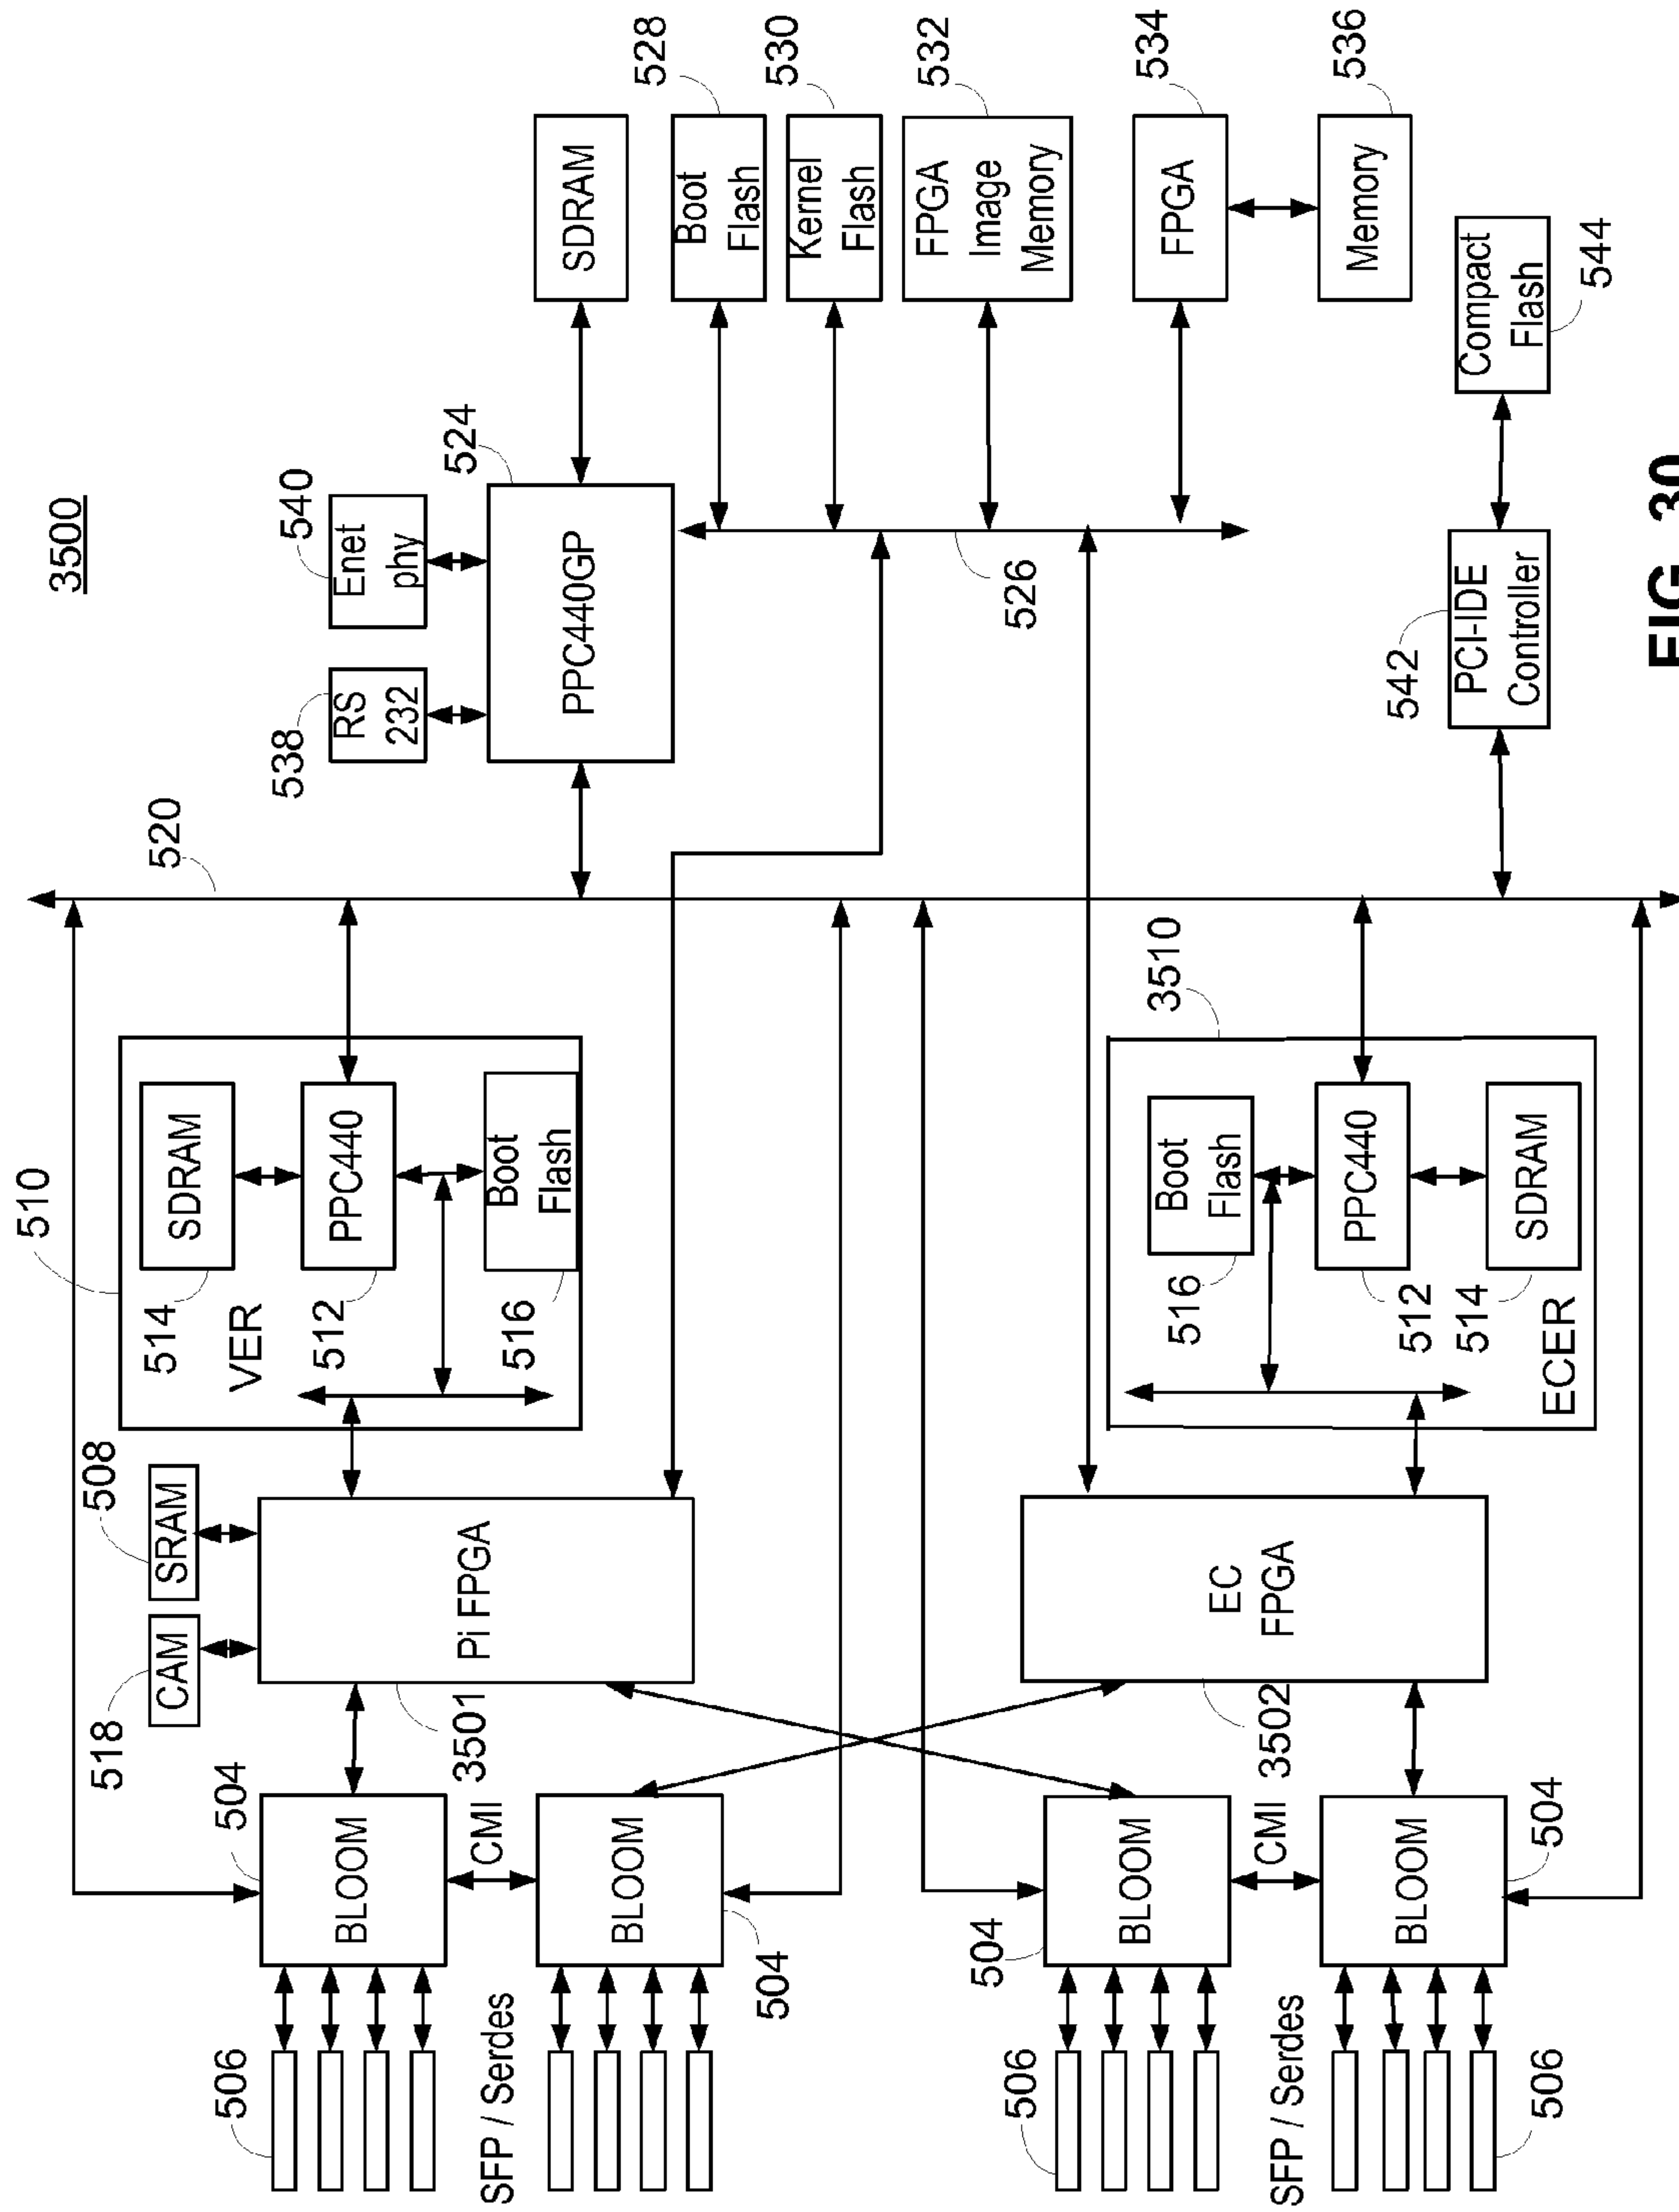 3500
510
520
518
CAM
508
SRAM
514
SDRAM
504
506
VER
538
RS
232
540
Enet
phy
BLOOM
Pi FPGA
512
PPC440
3501
CMI
524
SFP / Serdes
516
Boot
Flash
PPC440GP
SDRAM
BLOOM
504
528
Boot
Flash
530
Kernel
Flash
532
FPGA
Image
Memory
526
504
506
BLOOM
534
FPGA
3510
516
Boot
Flash
EC
FPGA
3502
CMI
SFP / Serdes
512
PPC440
536
Memory
BLOOM
504
506
514
SDRAM
ECER
542
PCI-IDE
Controller
Compact
Flash
544
FIG. 30